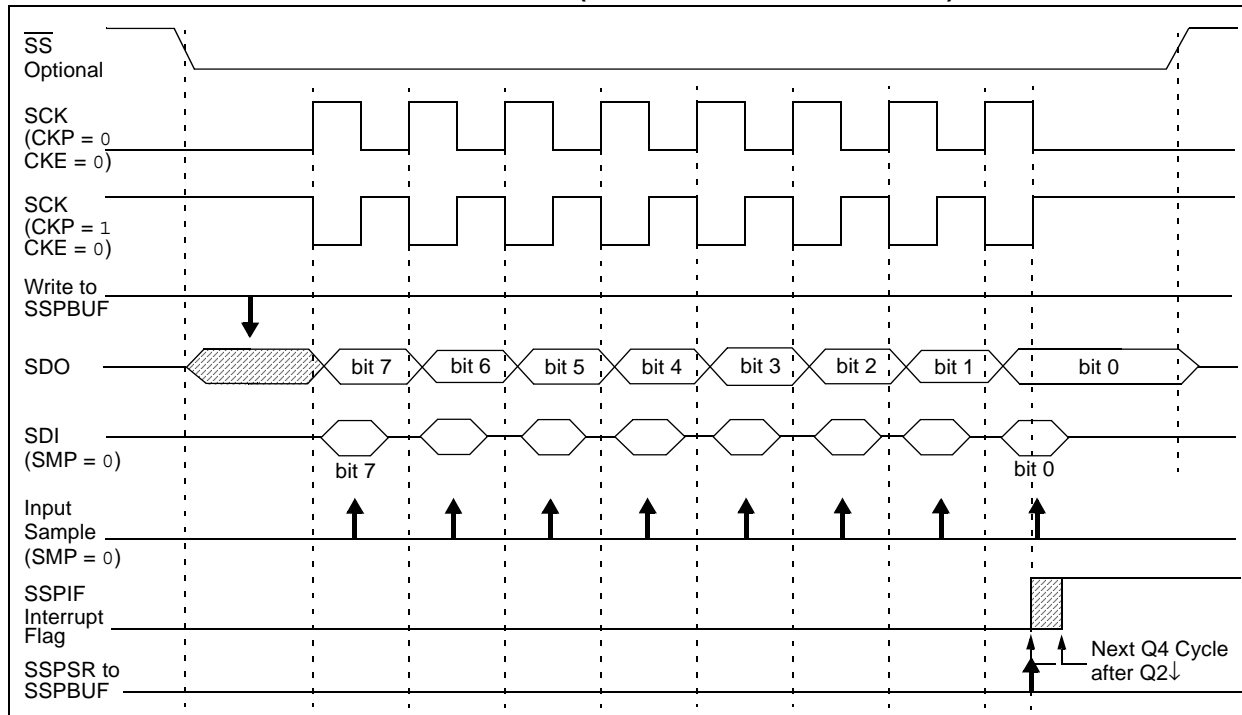 SS
Optional
SCK
(CKP = 0
CKE = 0)
SCK
(CKP = 1
CKE = 0)
Write to
SSPBUF
SDO
bit 7
bit 6
bit 5
bit 4
bit 3
bit 2
bit 1
bit 0
SDI
(SMP = 0)
bit 7
bit 0
Input
Sample
(SMP = 0)
SSPIF
Interrupt
Flag
Next Q4 Cycle
after Q2↓
SSPSR to
SSPBUF